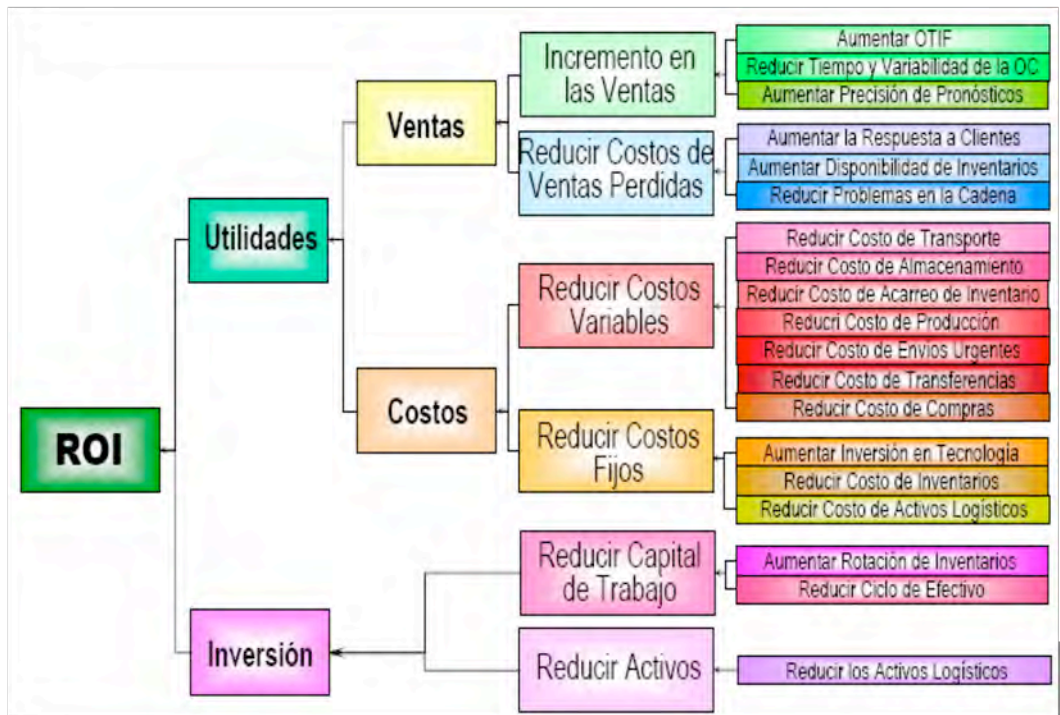 ROI
Utilidades
Inversión
Ventas
Costos
Incremento en
las Ventas
Reducir Costos de
Ventas Perdidas
Reducir Costos
Variables
Reducir Costos
Fijos
Reducir Capital
de Trabajo
Reducir Activos
Aumentar OTIF
Reducir Tiempo y Variabilidad de la OC
Aumentar Precisión de Pronósticos
Aumentar la Respuesta a Clientes
Aumentar Disponibilidad de Inventarios
Reducir Problemas en la Cadena
Reducir Costo de Transporte
Reducir Costo de Almacenamiento
Reducir Costo de Acarreo de Inventario
Reducri Costo de Producción
Reducir Costo de Envios Urgentes
Reducir Costo de Transferencias
Reducir Costo de Compras
Aumentar Inversión en Tecnología
Reducir Costo de Inventarios
Reducir Costo de Activos Logísticos
Aumentar Rotación de Inventarios
Reducir Ciclo de Efectivo
Reducir los Activos Logísticos